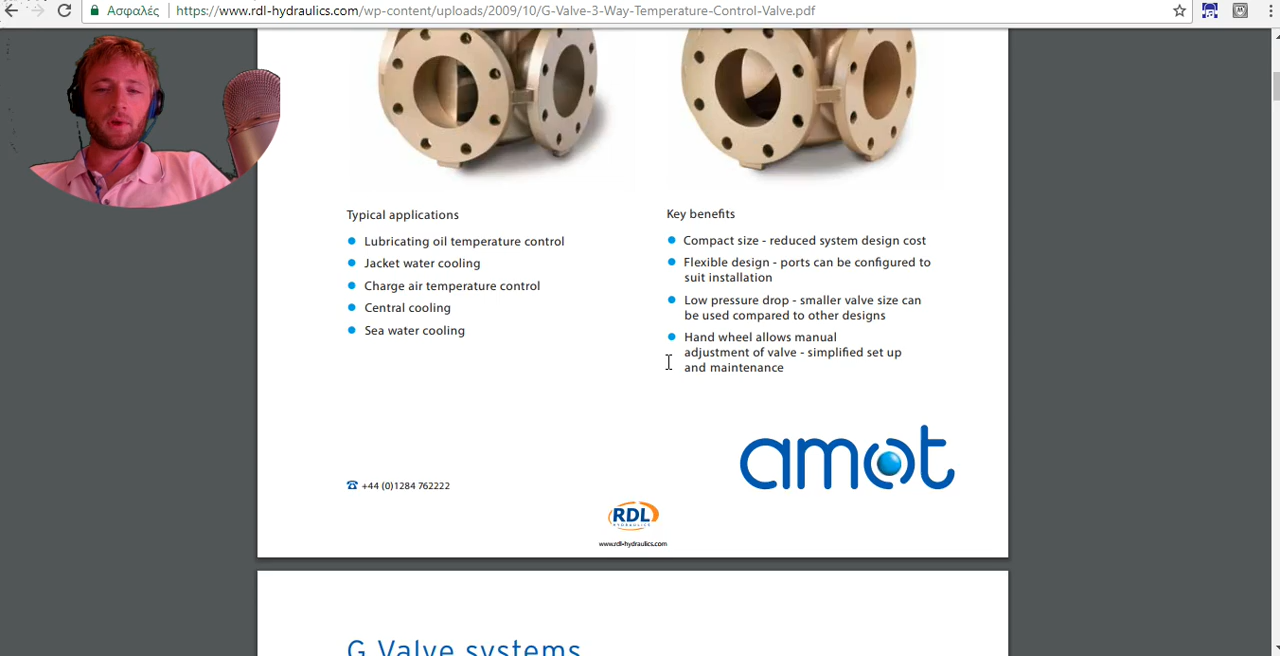 Ασφαλές
https://www.rdl-hydraulics.com/wp-content/uploads/2009/10/G-Valve-3-Way-Temperature-Control-Valve.pdf
Typical applications
Lubricating oil temperature control
Jacket water cooling
Charge air temperature control
Central cooling
Sea water cooling
Key benefits
Compact size - reduced system design cost
Flexible design - ports can be configured to
suit installation
Low pressure drop - smaller valve size can
be used compared to other designs
Hand wheel allows manual
adjustment of valve - simplified set up
and maintenance
amot
+44 (0)1284 762222
RDL
HYDRAULICS
www.rdl-hydraulics.com
G Valve systems